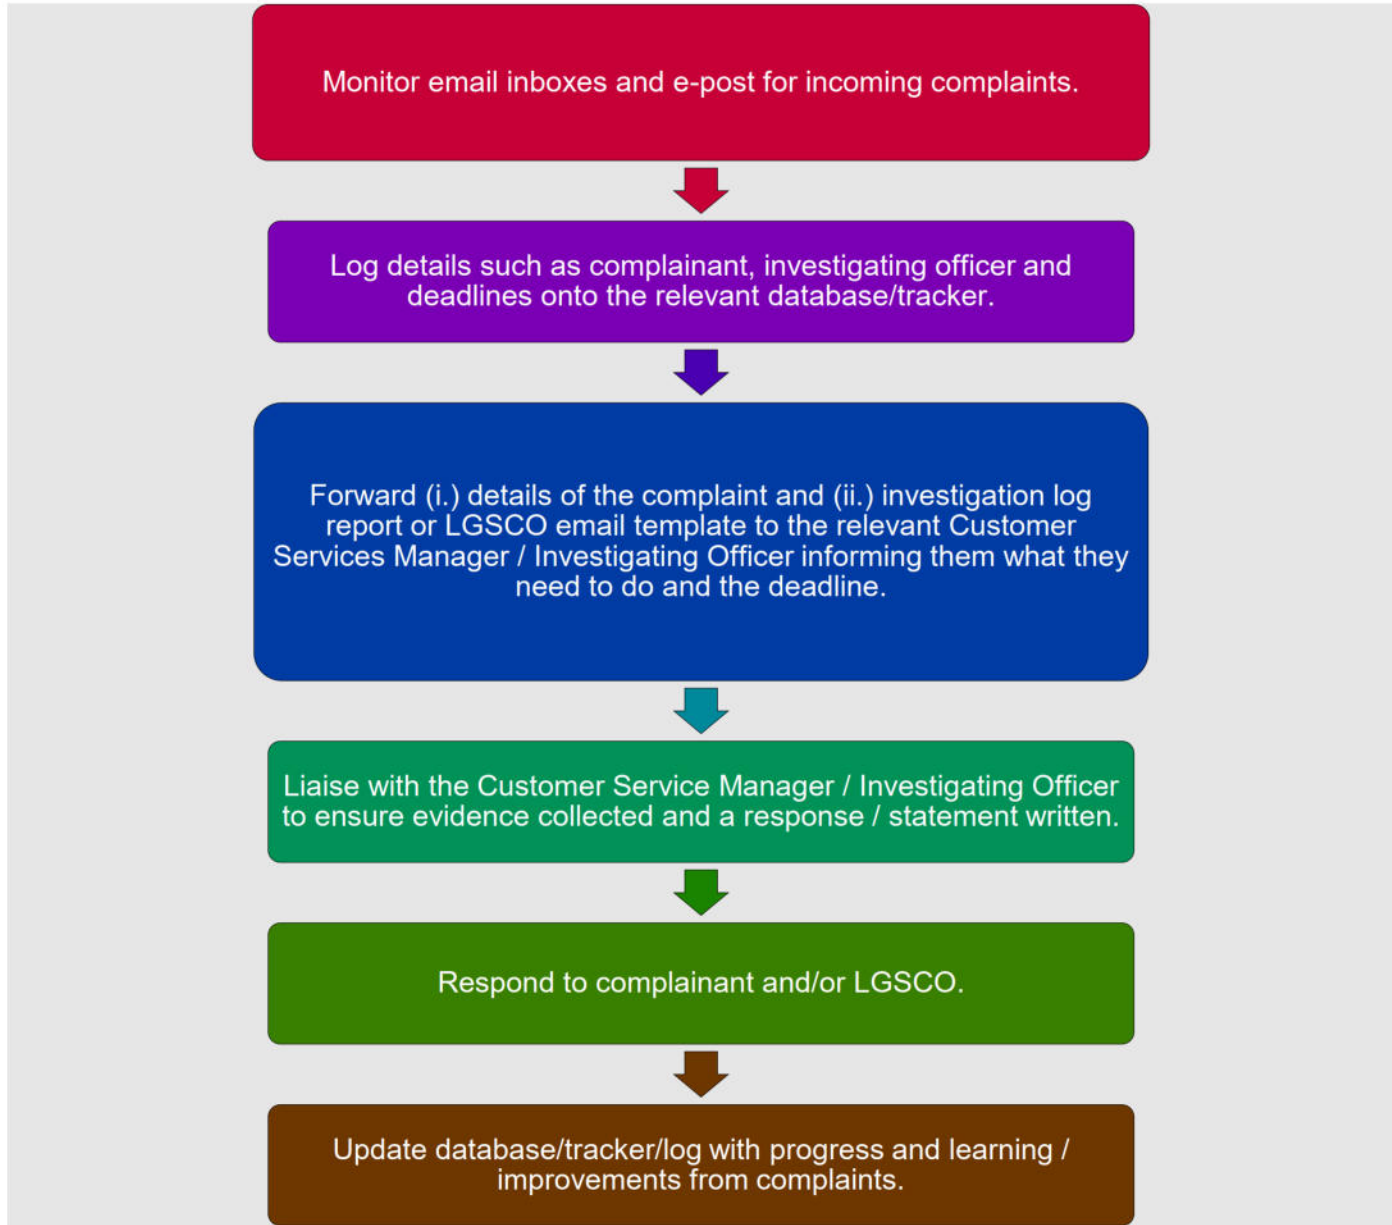 Monitor email inboxes and e-post for incoming complaints.
Log details such as complainant, investigating officer and
deadlines onto the relevant database/tracker.
Forward (i.) details of the complaint and (ii.) investigation log
report or LGSCO email template to the relevant Customer
Services Manager / Investigating Officer informing them what they
need to do and the deadline.
Liaise with the Customer Service Manager / Investigating Officer
to ensure evidence collected and a response / statement written.
Respond to complainant and/or LGSCO.
Update database/tracker/log with progress and learning /
improvements from complaints.